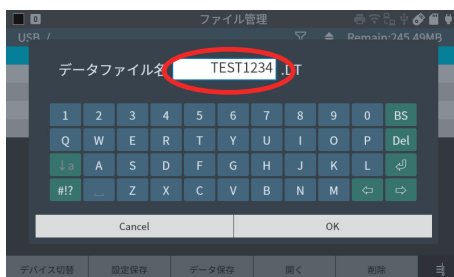 0 ファイル管理
USB / Remain:245.49MB
データファイル名 TEST1234 .DT
1 2 3 4 5 6 7 8 9 0 BS
Q W E R T Y U I O P Del
↓a A S D F G H J K L
#!? Z X C V B N M ⇦ ⇨
Cancel OK
デバイス切替 設定保存 データ保存 開く 削除